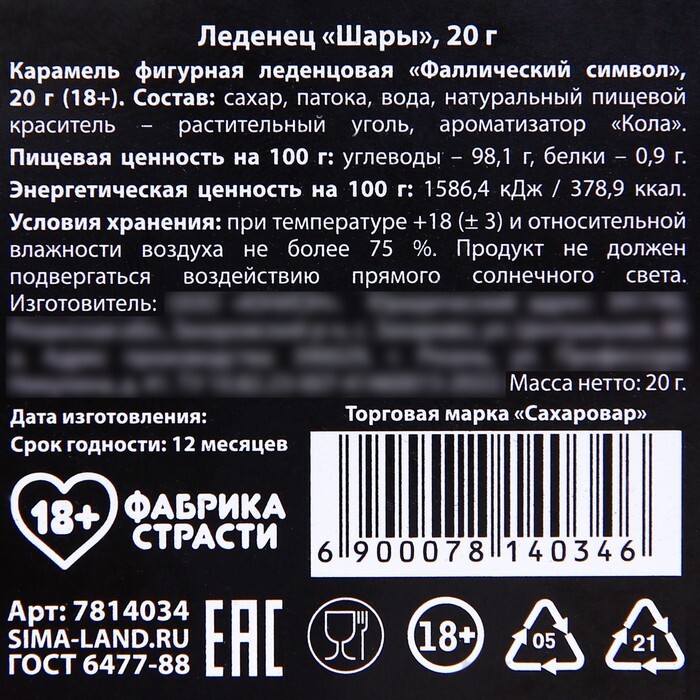 Леденец «Шары», 20 г
Карамель фигурная леденцовая «Фаллический символ»,
20 г (18+). Состав: сахар, патока, вода, натуральный пищевой
краситель – растительный уголь, ароматизатор «Кола».
Пищевая ценность на 100 г: углеводы – 98,1 г, белки – 0,9 г.
Энергетическая ценность на 100 г: 1586,4 кДж / 378,9 ккал.
Условия хранения: при температуре +18 (± 3) и относительной
влажности воздуха не более 75 %. Продукт не должен
подвергаться воздействию прямого солнечного света.
Изготовитель:
Масса нетто: 20 г.
Дата изготовления:
Срок годности: 12 месяцев
Торговая марка «Сахаровар»
18+ ФАБРИКА
СТРАСТИ
6 900078 140346
Арт: 7814034
SIMA-LAND.RU
ГОСТ 6477-88
EAC
18+
05
21